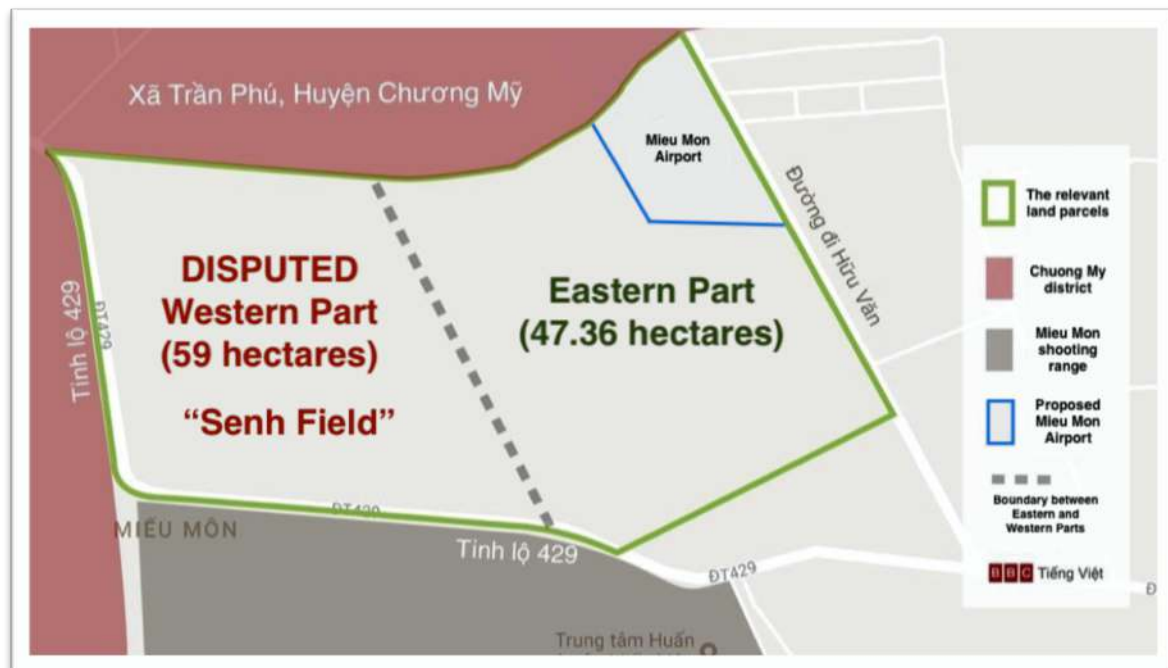 Xã Trần Phú, Huyện Chương Mỹ
Mieu Mon
Airport
Đường đi Hữu Văn
DISPUTED
Western Part
(59 hectares)
“Senh Field”
Eastern Part
(47.36 hectares)
Tỉnh lộ 429
ĐT429
MIẾU MÔN
ĐT429
Tỉnh lộ 429
ĐT429
Trung tâm Huấn
The relevant
land parcels
Chuong My
district
Mieu Mon
shooting
range
Proposed
Mieu Mon
Airport
Boundary between
Eastern and
Western Parts
BBC Tiếng Việt